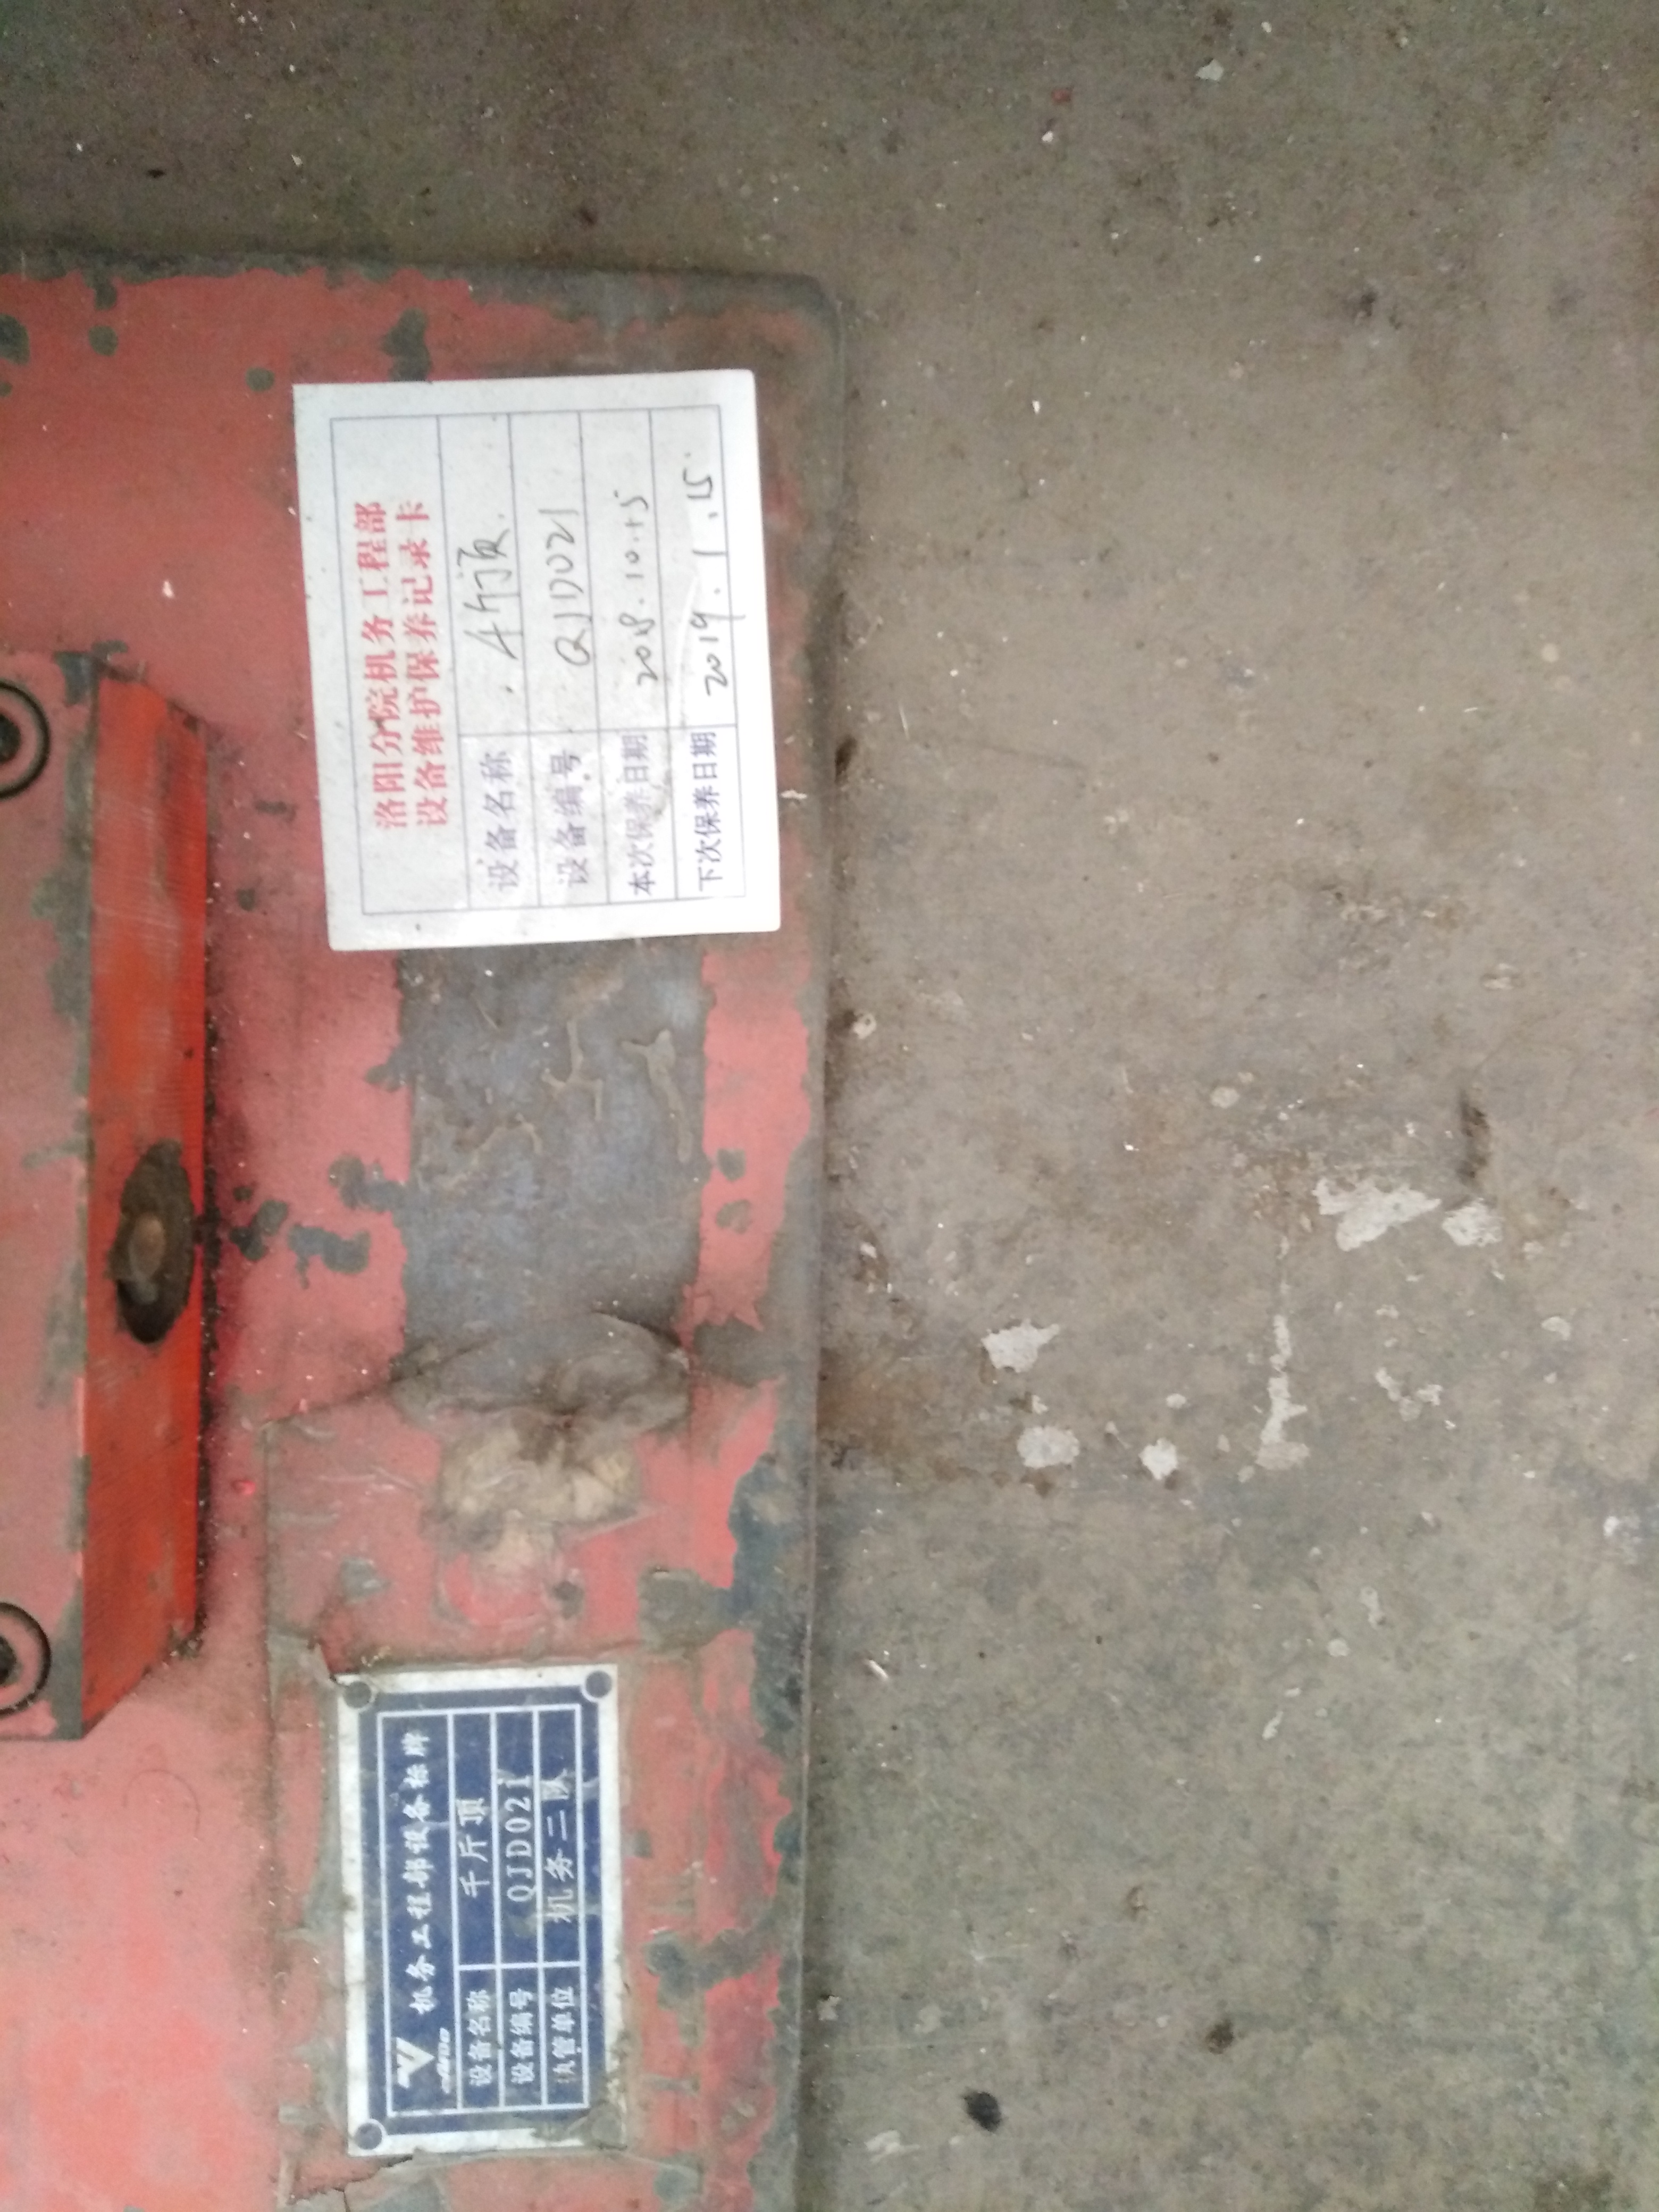 洛阳分院机务工程部
设备维护保养记录卡
设备名称 千斤顶
设备编号 QJD021
本次保养日期 2018.10.15
下次保养日期 2019.1.15
机务工程部设备标牌
设备名称 千斤顶
设备编号 QJD021
执管单位 机务二队